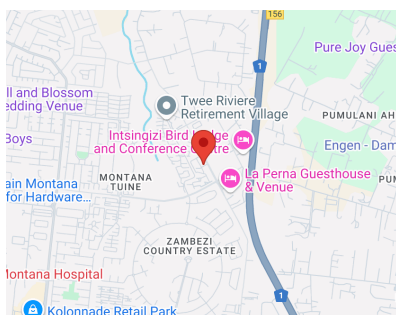 156
Pure Joy Gues
1
ll and Blossom
edding Venue
Twee Riviere
Retirement Village
PUMULANI AH
Boys
Intsingizi Bird Lodge
and Conference Centre
Engen - Dam
La Perna Guesthouse
& Venue
PUM
ain Montana
for Hardware...
MONTANA
TUINE
ZAMBEZI
COUNTRY ESTATE
Montana Hospital
1
Kolonnade Retail Park